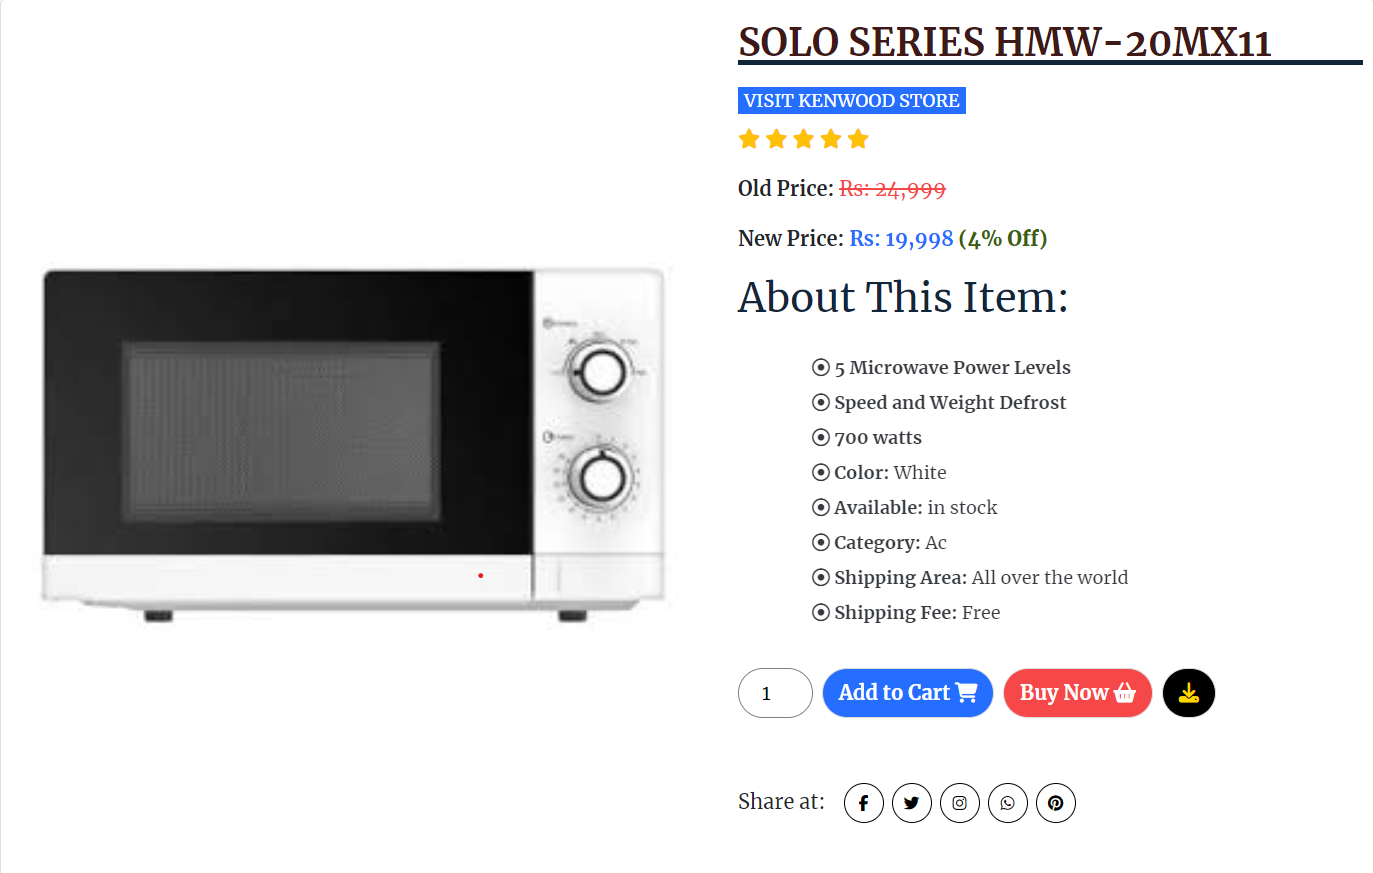 SOLO SERIES HMW-20MX11
VISIT KENWOOD STORE
Old Price: Rs: 24,999
New Price: Rs: 19,998 (4% Off)
About This Item:
5 Microwave Power Levels
Speed and Weight Defrost
700 watts
Color: White
Available: in stock
Category: Ac
Shipping Area: All over the world
Shipping Fee: Free
1
Add to Cart
Buy Now
Share at: